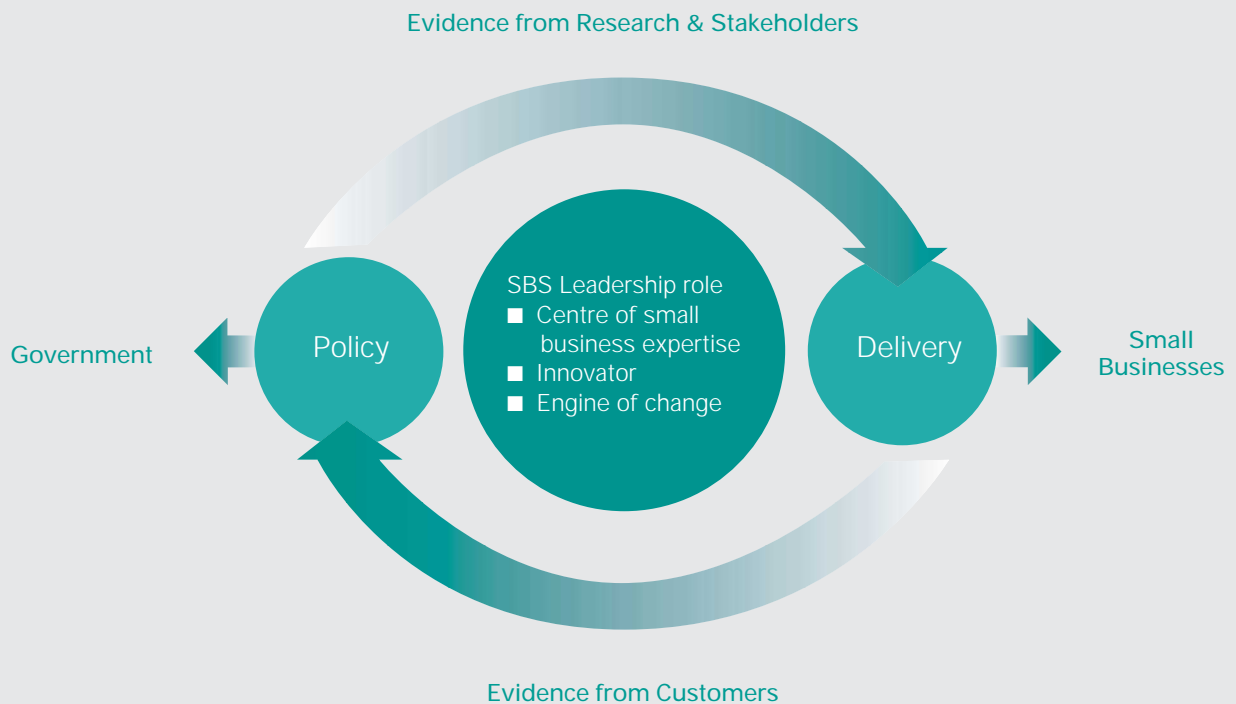 Evidence from Research & Stakeholders
SBS Leadership role
■ Centre of small
business expertise
■ Innovator
■ Engine of change
Policy
Delivery
Government
Small
Businesses
Evidence from Customers